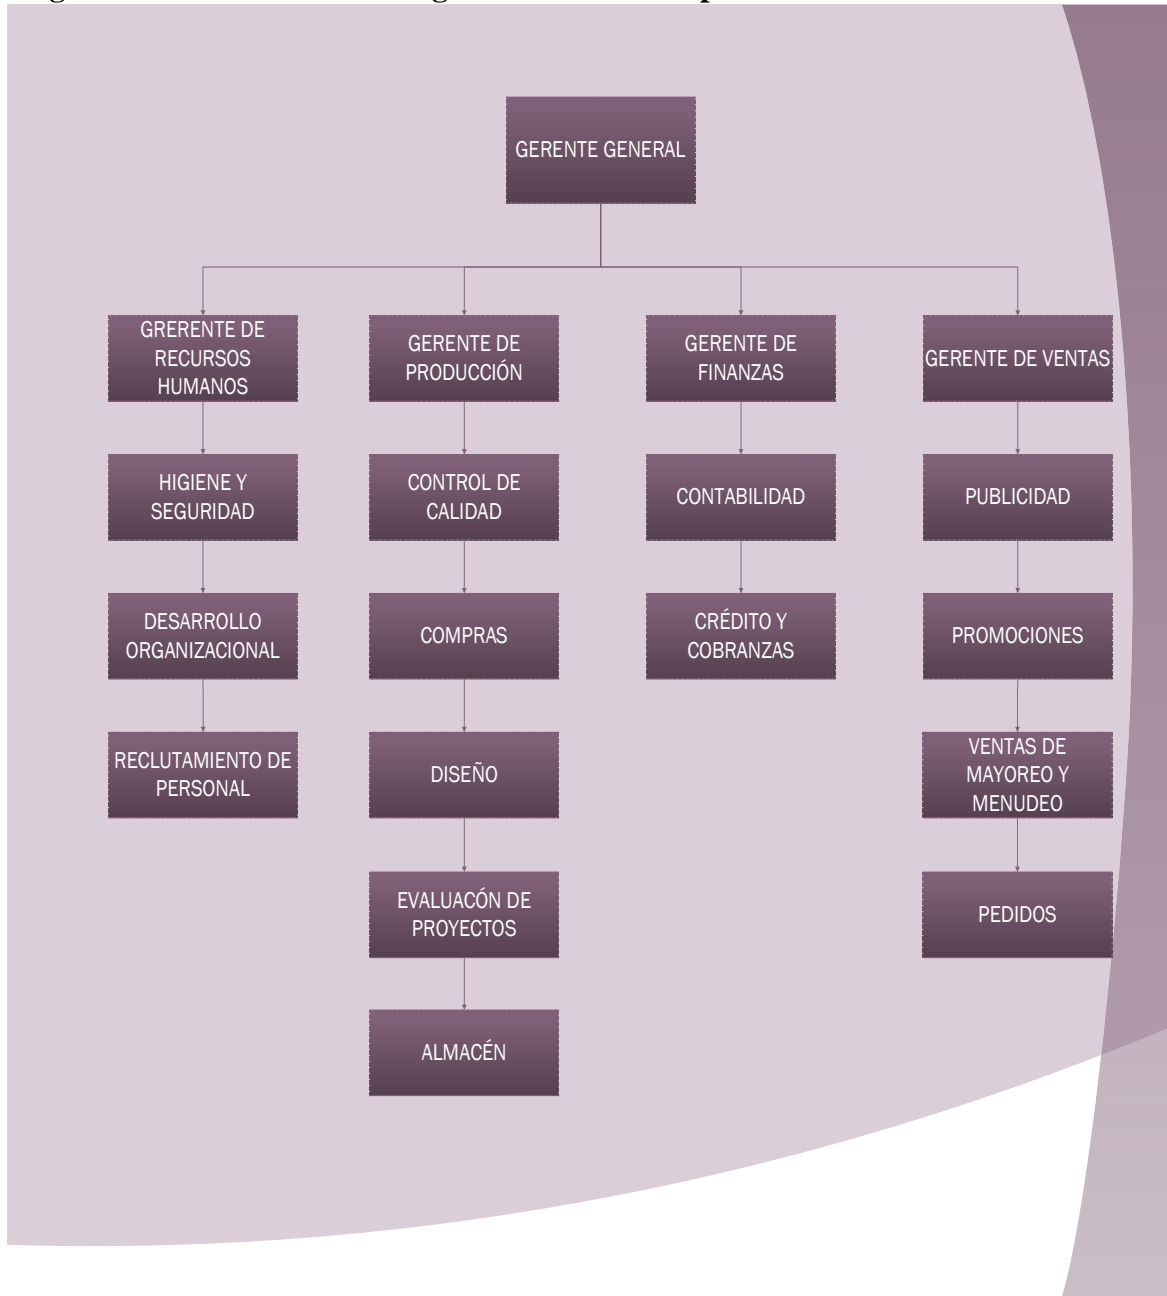 GERENTE GENERAL
GRERENTE DE
RECURSOS
HUMANOS
GERENTE DE
PRODUCCIÓN
GERENTE DE
FINANZAS
GERENTE DE VENTAS
HIGIENE Y
SEGURIDAD
CONTROL DE
CALIDAD
CONTABILIDAD
PUBLICIDAD
DESARROLLO
ORGANIZACIONAL
COMPRAS
CRÉDITO Y
COBRANZAS
PROMOCIONES
RECLUTAMIENTO DE
PERSONAL
DISEÑO
VENTAS DE
MAYOREO Y
MENUDEO
EVALUACÓN DE
PROYECTOS
PEDIDOS
ALMACÉN